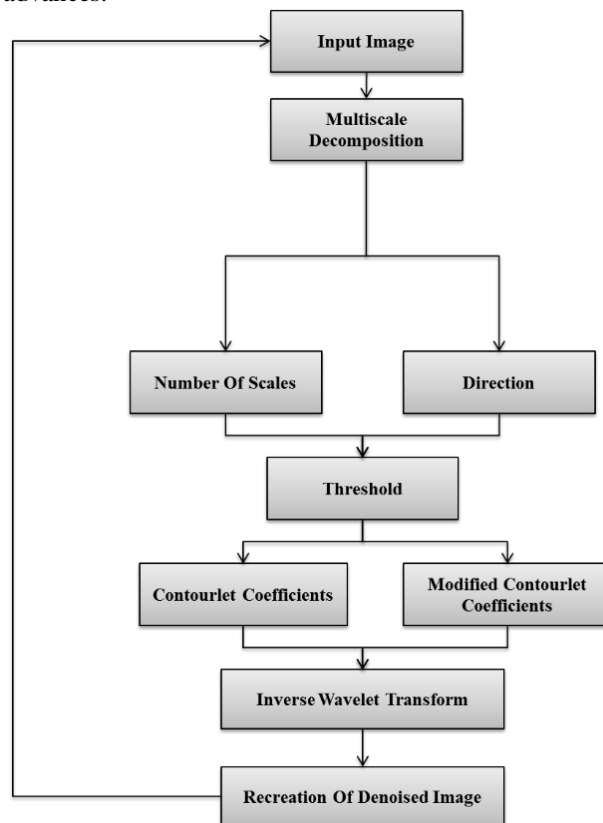 advances.
Input Image
Multiscale
Decomposition
Number Of Scales
Direction
Threshold
Contourlet Coefficients
Modified Contourlet
Coefficients
Inverse Wavelet Transform
Recreation Of Denoised Image